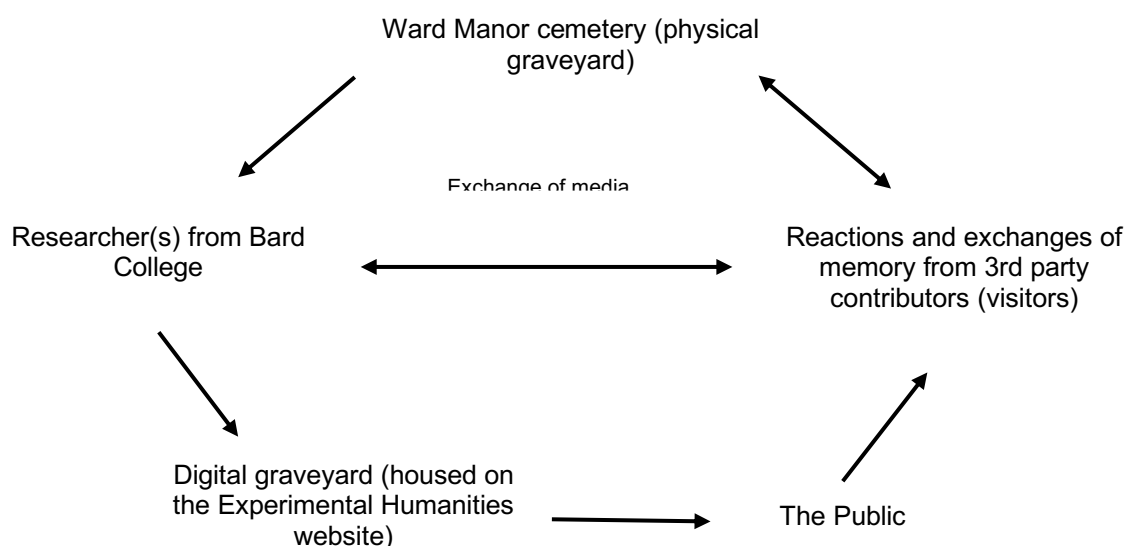 Ward Manor cemetery (physical
graveyard)
Exchange of media
Researcher(s) from Bard
College
Reactions and exchanges of
memory from 3rd party
contributors (visitors)
Digital graveyard (housed on
the Experimental Humanities
website)
The Public